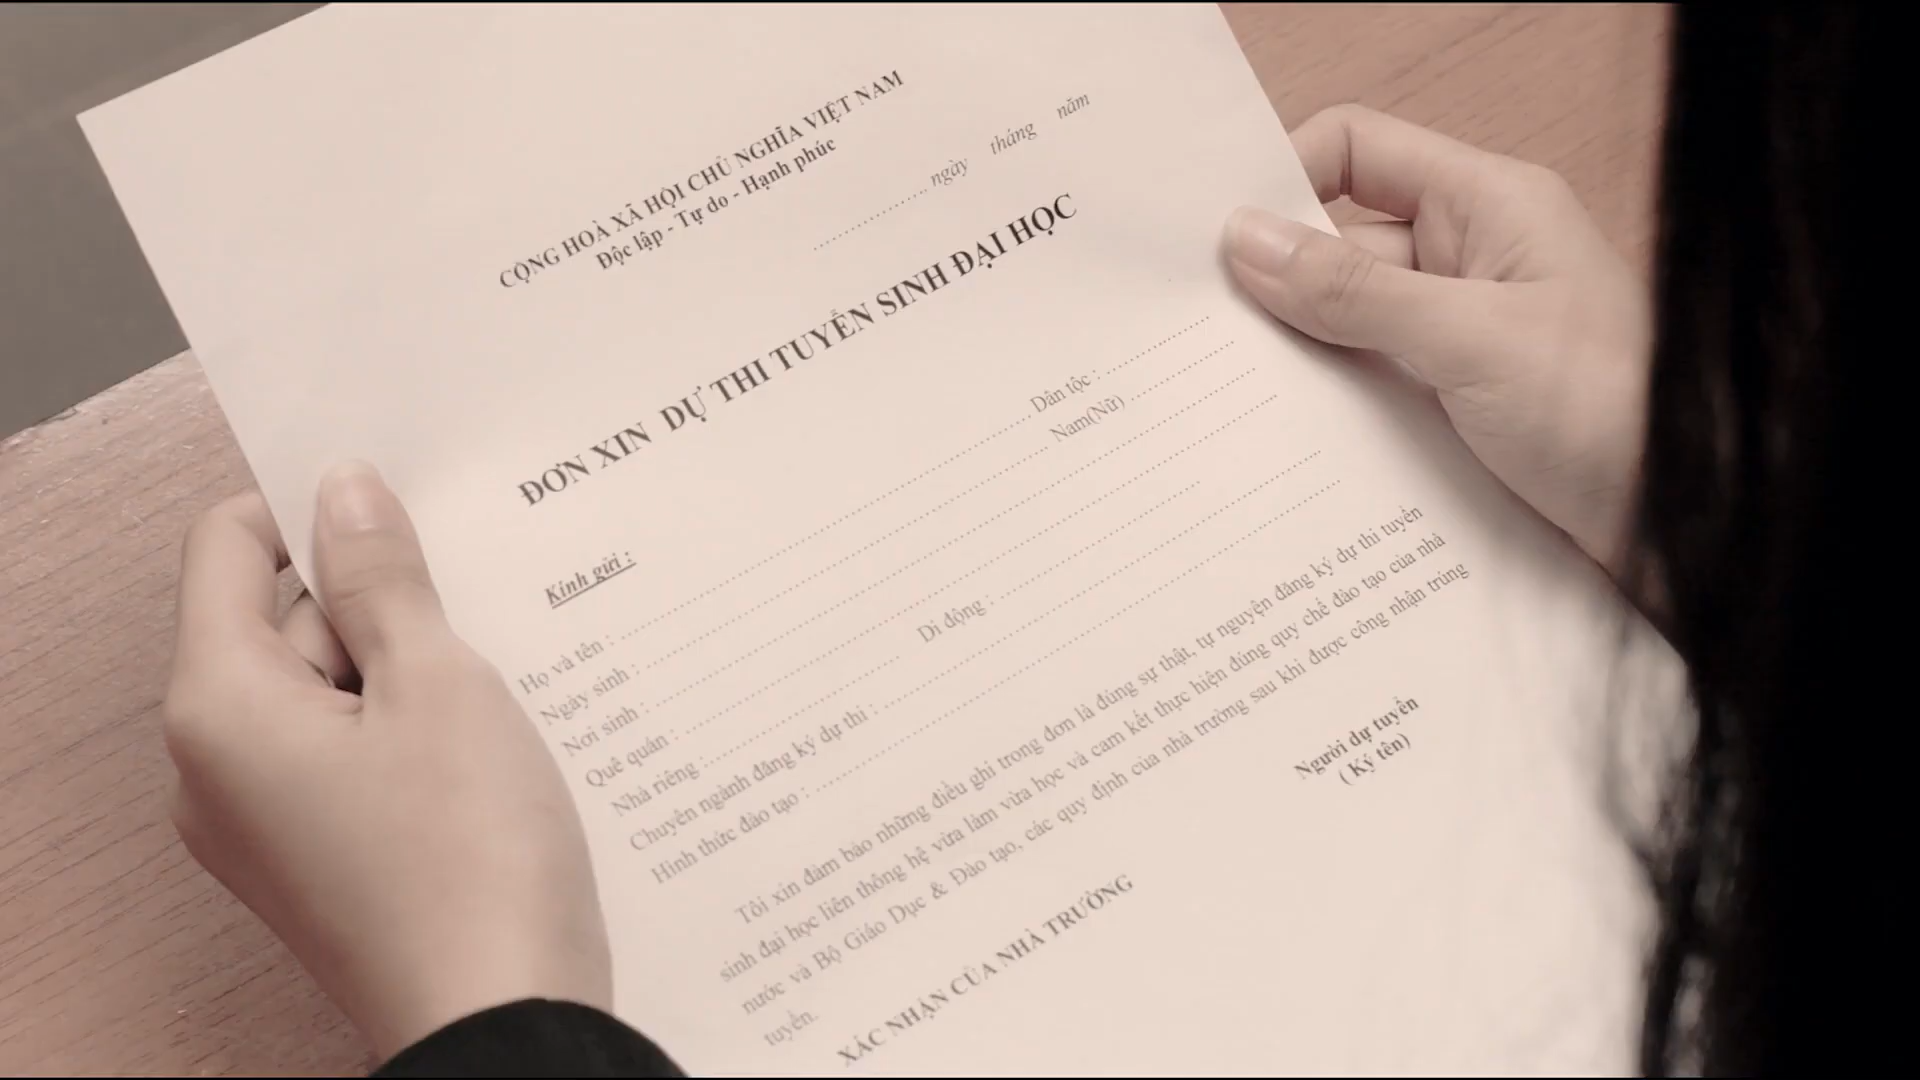 CỘNG HOÀ XÃ HỘI CHỦ NGHĨA VIỆT NAM
Độc lập - Tự do - Hạnh phúc
................... ngày tháng năm
ĐƠN XIN DỰ THI TUYỂN SINH ĐẠI HỌC
Kính gửi :
Họ và tên : ................................................ Dân tộc : ....................
Ngày sinh : ................................................ Nam(Nữ) ....................
Nơi sinh : ................................................................................
Quê quán : ................................................................................
Nhà riêng :.............................. Di động : ..............................
Chuyên ngành đăng ký dự thi : ............................................................
Hình thức đào tạo : ......................................................................
Tôi xin đảm bảo những điều ghi trong đơn là đúng sự thật, tự nguyện đăng ký dự thi tuyển
sinh đại học liên thông hệ vừa làm vừa học và cam kết thực hiện đúng quy chế đào tạo của nhà
nước và Bộ Giáo Dục & Đào tạo, các quy định của nhà trường sau khi được công nhận trúng
tuyển.
Người dự tuyển
( Ký tên)
XÁC NHẬN CỦA NHÀ TRƯỜNG